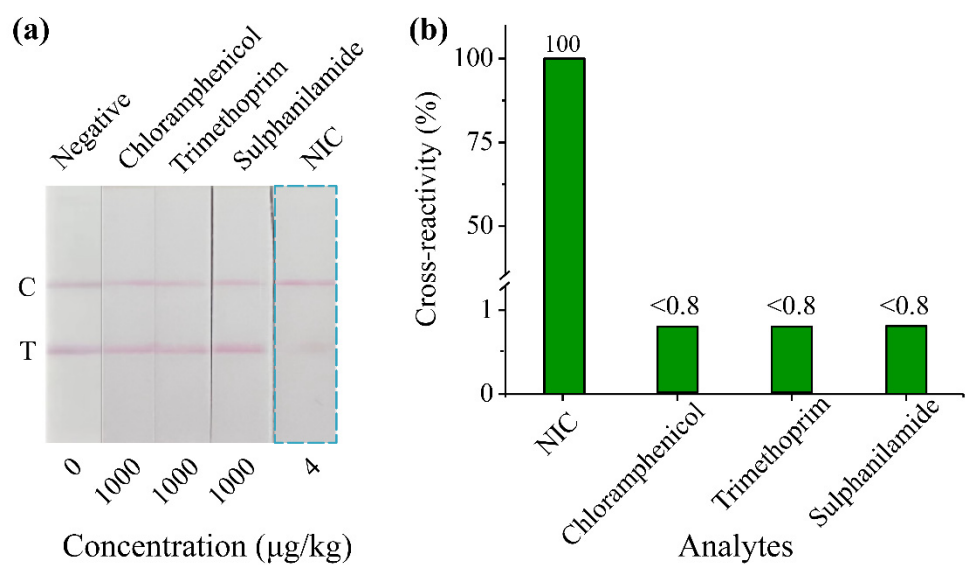 (a)
Negative
Chloramphenicol
Trimethoprim
Sulphanilamide
NIC
C
T
0
1000
1000
1000
4
Concentration (μg/kg)
(b)
Cross-reactivity (%)
100
75
50
1
0
100
<0.8
<0.8
<0.8
NIC
Chloramphenicol
Trimethoprim
Sulphanilamide
Analytes